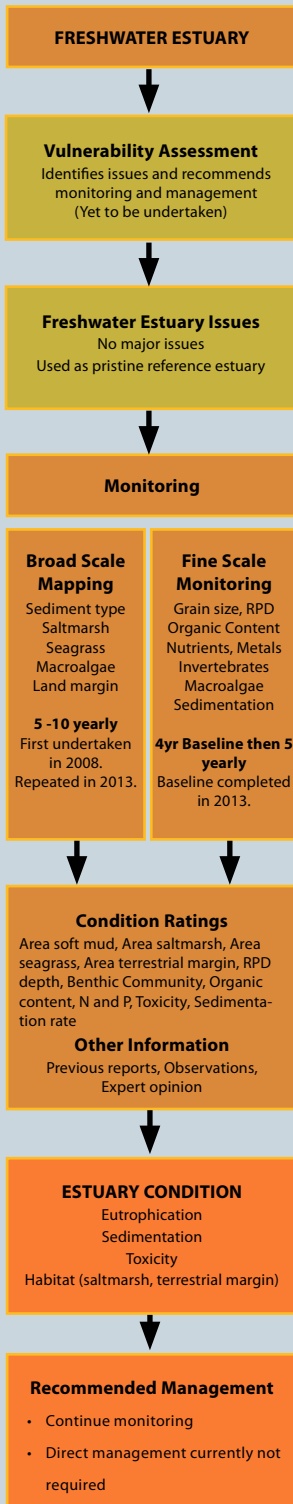 FRESHWATER ESTUARY
Vulnerability Assessment
Identifies issues and recommends
monitoring and management
(Yet to be undertaken)
Freshwater Estuary Issues
No major issues
Used as pristine reference estuary
Monitoring
Broad Scale
Mapping
Sediment type
Saltmarsh
Seagrass
Macroalgae
Land margin
5 -10 yearly
First undertaken
in 2008.
Repeated in 2013.
Fine Scale
Monitoring
Grain size, RPD
Organic Content
Nutrients, Metals
Invertebrates
Macroalgae
Sedimentation
4yr Baseline then 5
yearly
Baseline completed
in 2013.
Condition Ratings
Area soft mud, Area saltmarsh, Area
seagrass, Area terrestrial margin, RPD
depth, Benthic Community, Organic
content, N and P, Toxicity, Sedimenta-
tion rate
Other Information
Previous reports, Observations,
Expert opinion
ESTUARY CONDITION
Eutrophication
Sedimentation
Toxicity
Habitat (saltmarsh, terrestrial margin)
Recommended Management
• Continue monitoring
• Direct management currently not
required